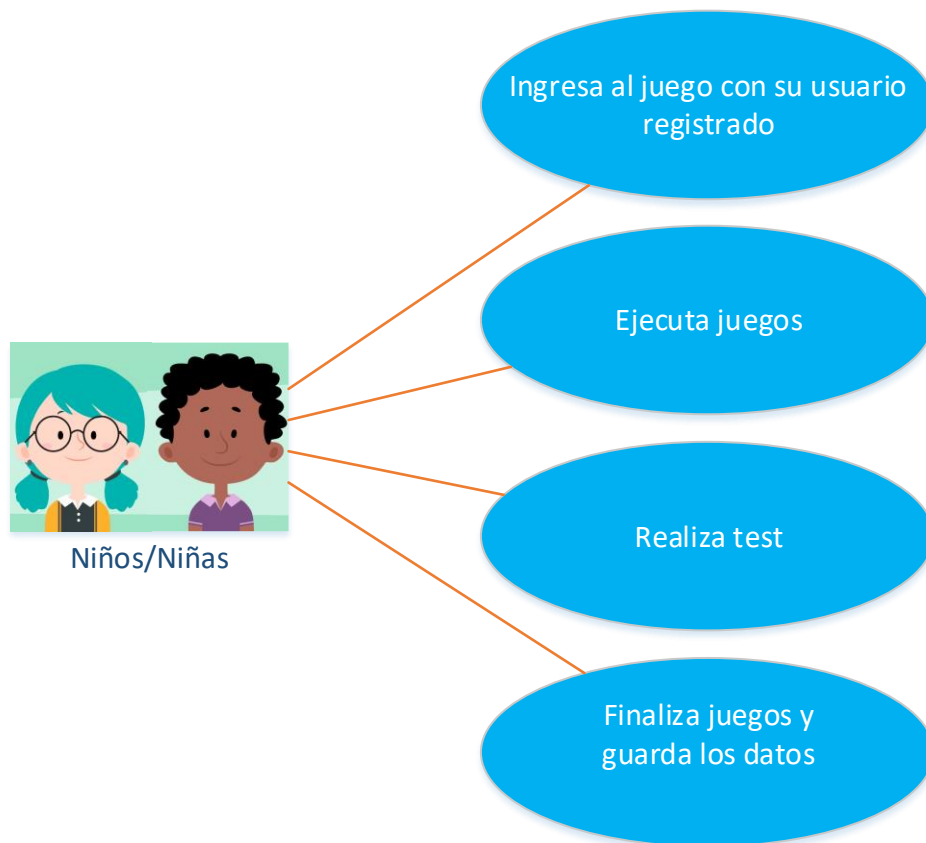 Ingresa al juego con su usuario
registrado
Ejecuta juegos
Realiza test
Niños/Niñas
Finaliza juegos y
guarda los datos